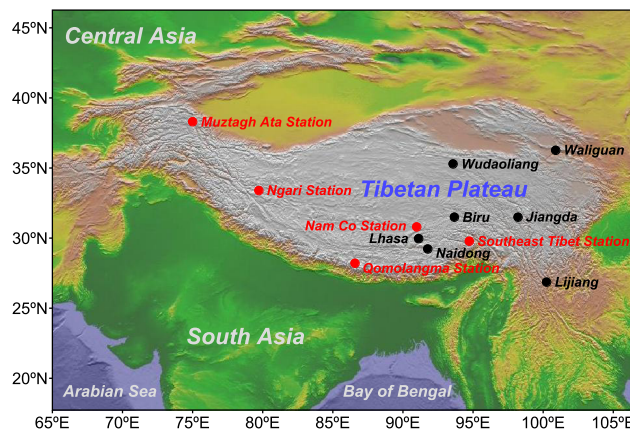 45°N
Central Asia
40°N
Muztagh Ata Station
Waliguan
35°N
Wudaoliang
Ngari Station
Tibetan Plateau
Biru
Jiangda
Nam Co Station
30°N
Lhasa
Southeast Tibet Station
Naidong
Qomolangma Station
Lijiang
25°N
South Asia
20°N
Arabian Sea
Bay of Bengal
65°E 70°E 75°E 80°E 85°E 90°E 95°E 100°E 105°E